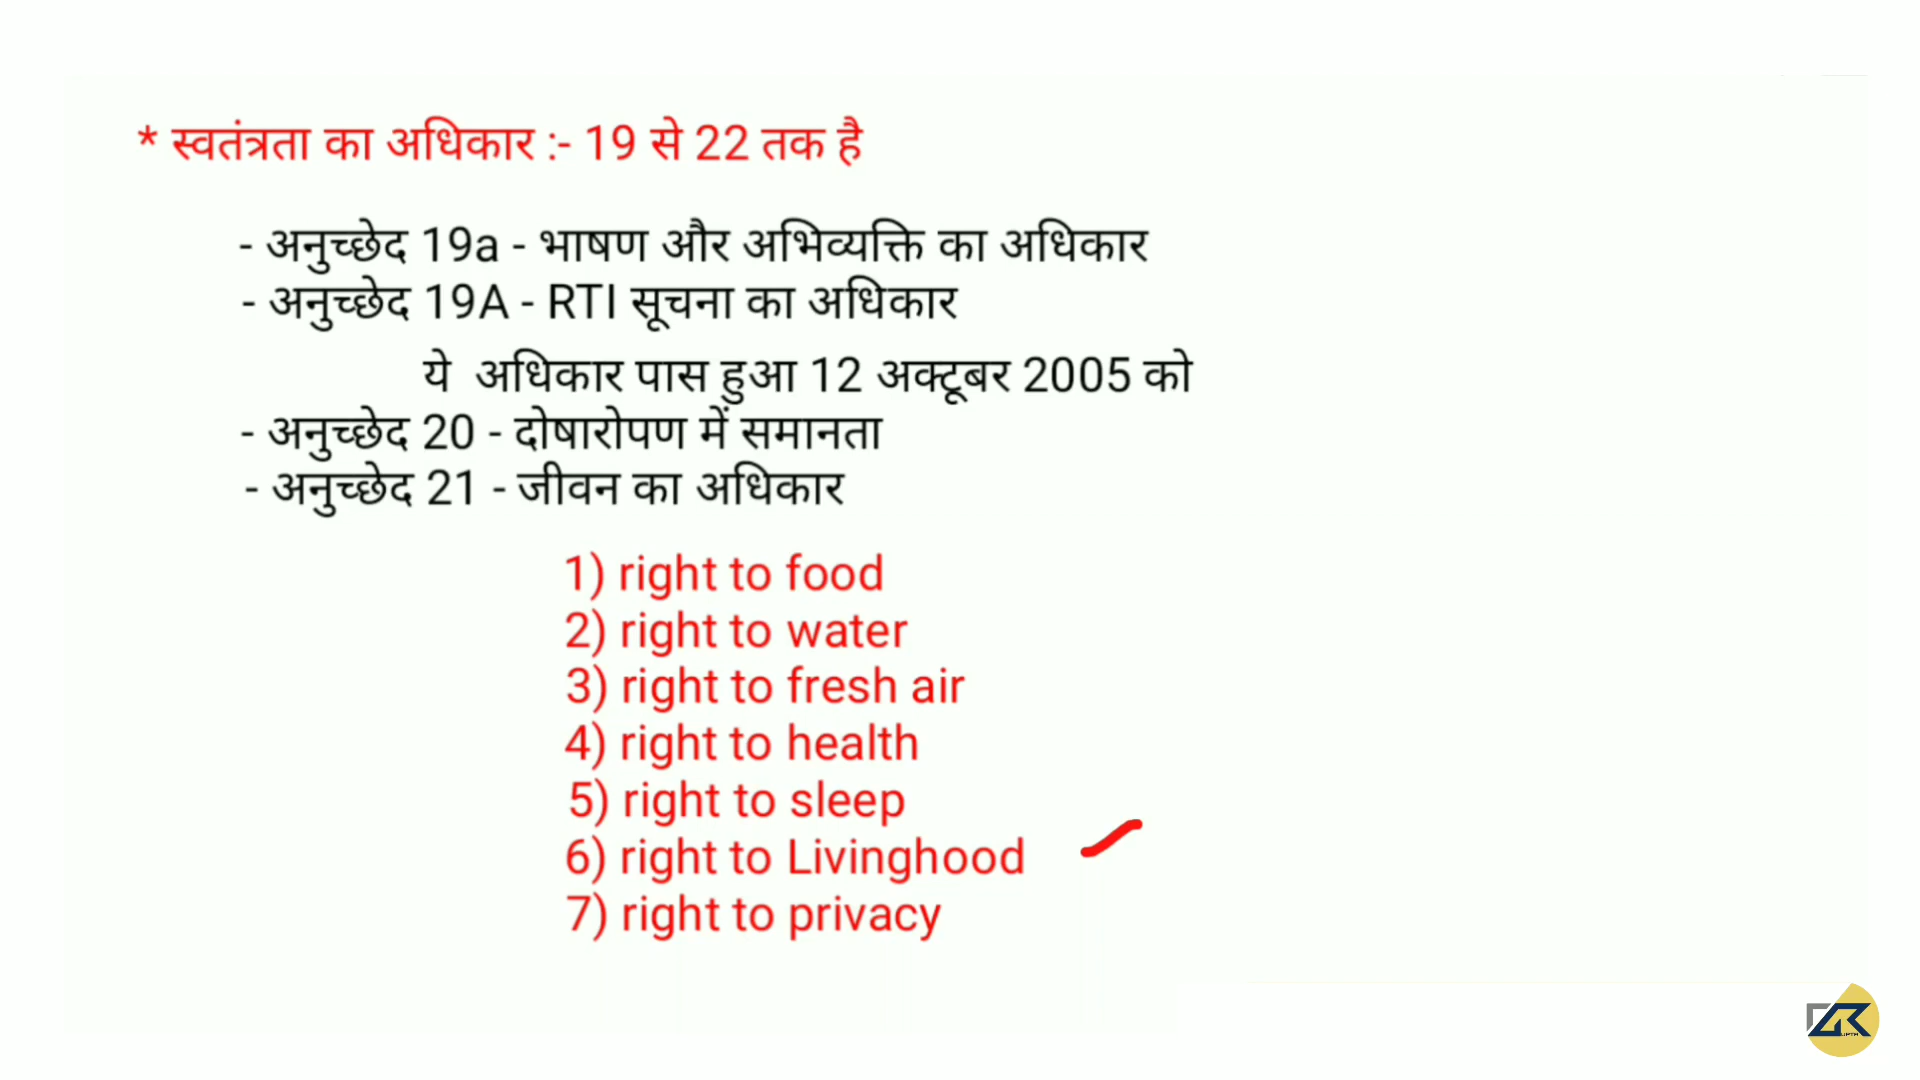 * स्वतंत्रता का अधिकार :- 19 से 22 तक है
- अनुच्छेद 19a - भाषण और अभिव्यक्ति का अधिकार
- अनुच्छेद 19A - RTI सूचना का अधिकार
ये अधिकार पास हुआ 12 अक्टूबर 2005 को
- अनुच्छेद 20 - दोषारोपण में समानता
- अनुच्छेद 21 - जीवन का अधिकार
1) right to food
2) right to water
3) right to fresh air
4) right to health
5) right to sleep
6) right to Livinghood
7) right to privacy